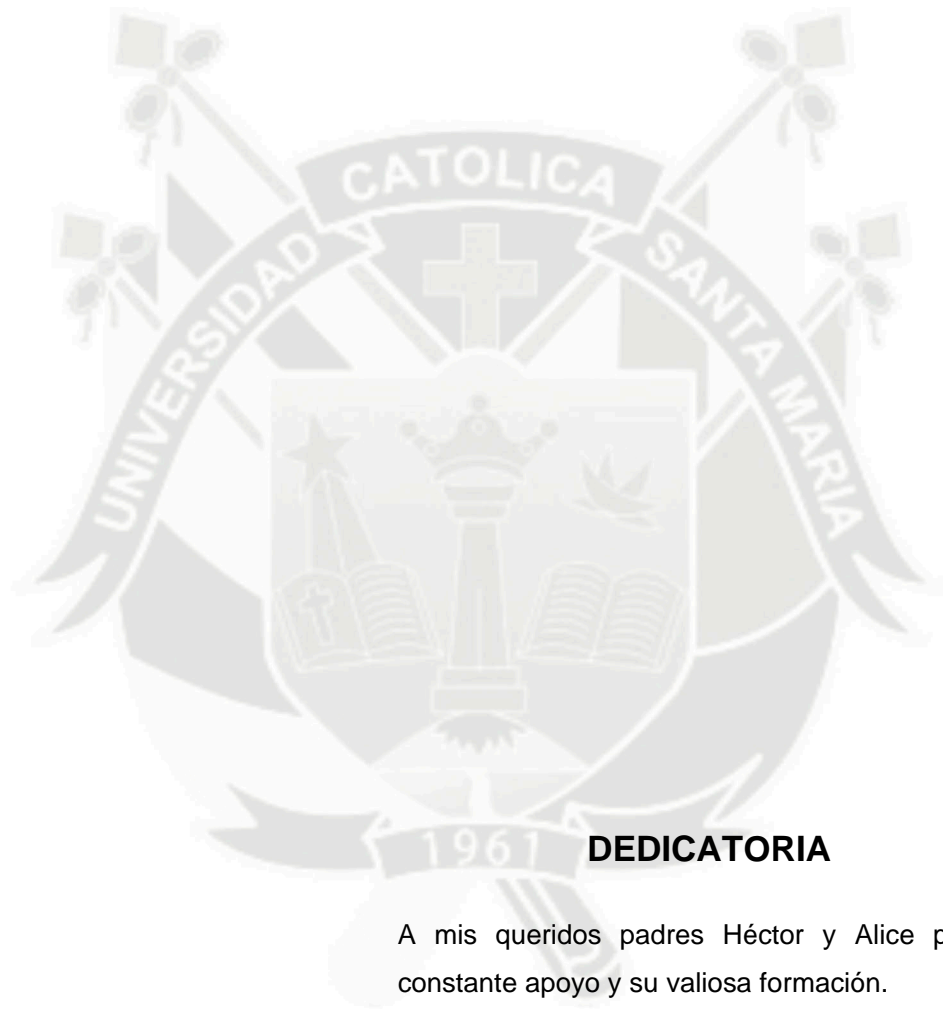 UNIVERSIDAD CATOLICA SANTA MARIA
1961
DEDICATORIA
A mis queridos padres Héctor y Alice p
constante apoyo y su valiosa formación.